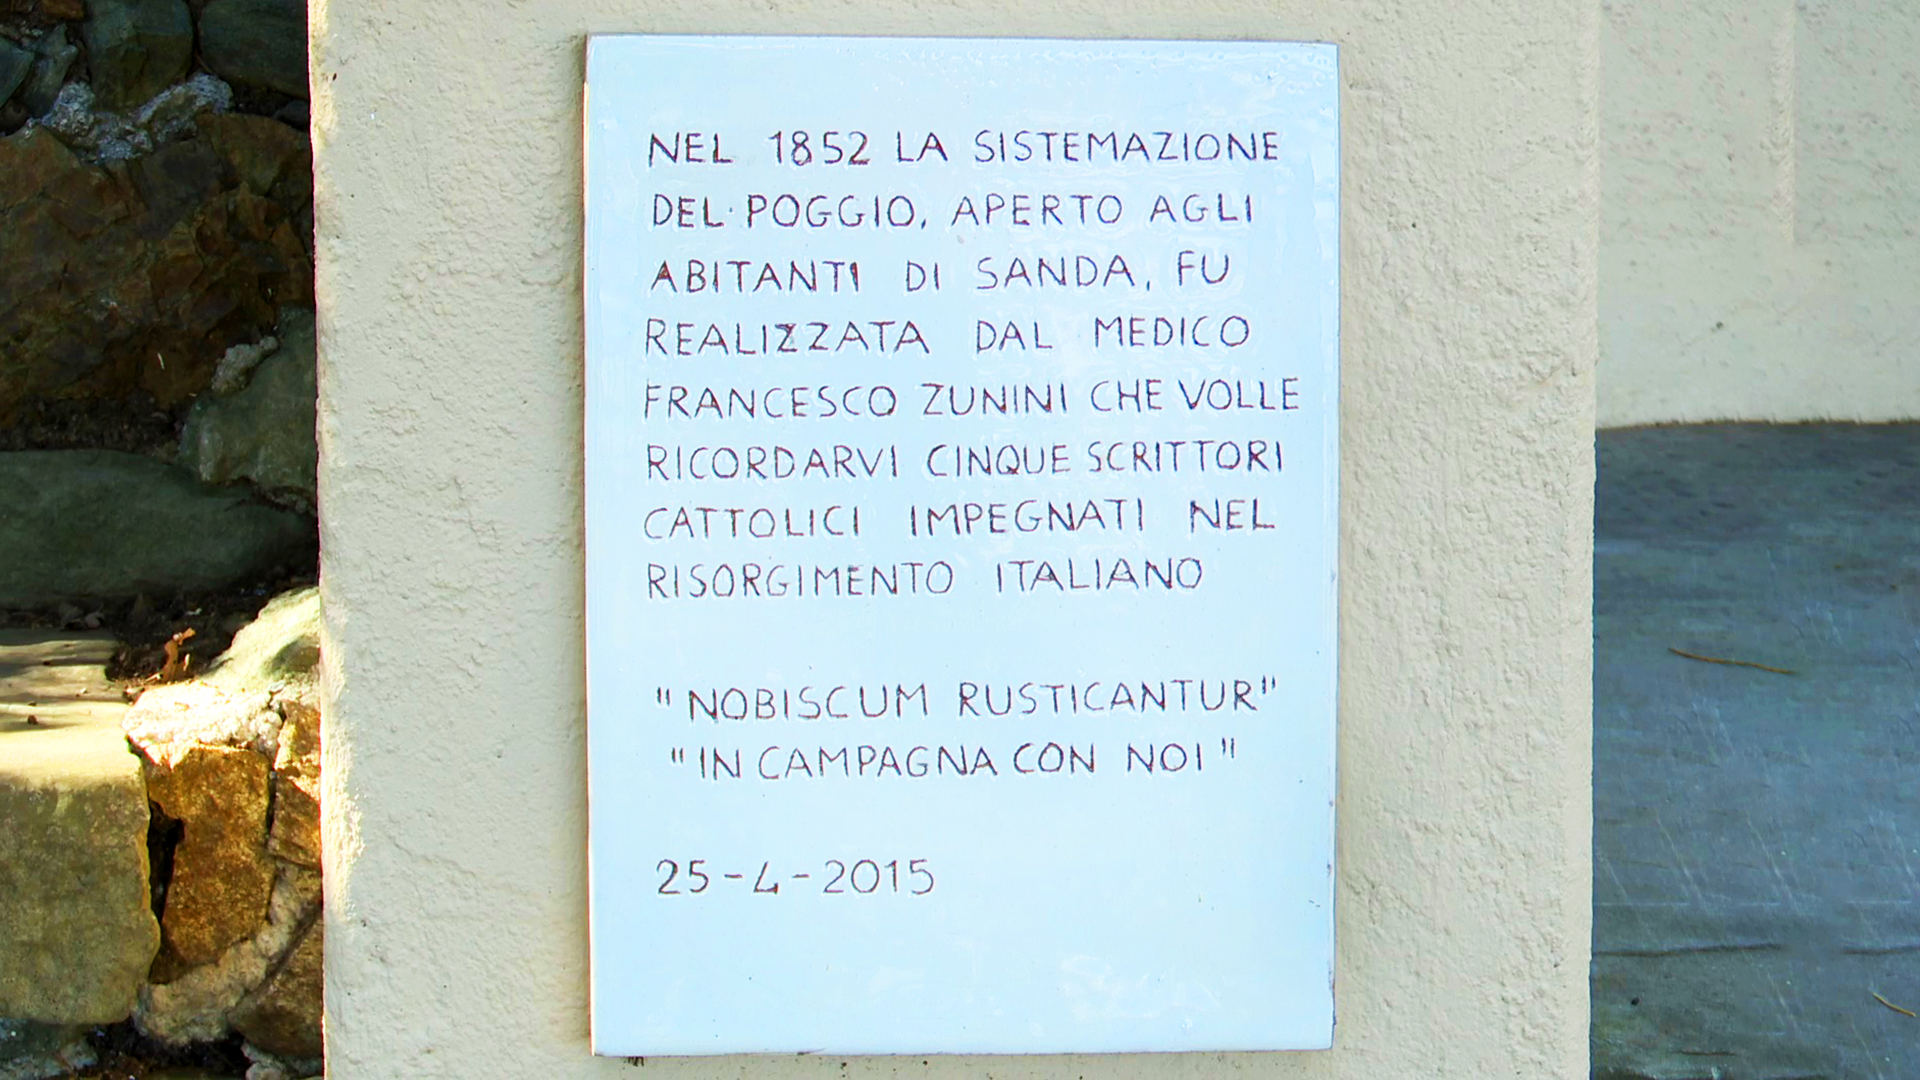 NEL 1852 LA SISTEMAZIONE
DEL POGGIO, APERTO AGLI
ABITANTI DI SANDA, FU
REALIZZATA DAL MEDICO
FRANCESCO ZUNINI CHE VOLLE
RICORDARVI CINQUE SCRITTORI
CATTOLICI IMPEGNATI NEL
RISORGIMENTO ITALIANO
"NOBISCUM RUSTICANTUR"
"IN CAMPAGNA CON NOI"
25-4-2015